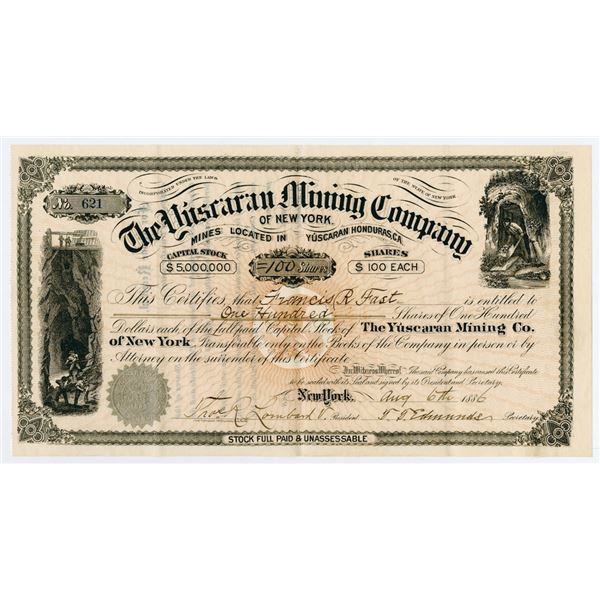 No. 621
INCORPORATED UNDER THE LAWS OF THE STATE OF NEW YORK
The Yúscaran Mining Company
OF NEW YORK.
MINES LOCATED IN YÚSCARAN HONDURAS, C.A.
CAPITAL STOCK
$5,000,000
=100 Shares
SHARES
$100 EACH
This Certifies that Francis R Fast is entitled to
One Hundred Shares of One Hundred
Dollars each of the full paid Capital Stock of The Yúscaran Mining Co.
of New York Transferable only on the Books of the Company in person or by
Attorney on the surrender of this Certificate.
In Witness Whereof The said Company has caused this Certificate
to be sealed with its Seal and signed by its President and Secretary,
New York, Aug 6th 1886
Lombard V. President T. T. Edmunds Secretary
STOCK FULL PAID & UNASSESSABLE